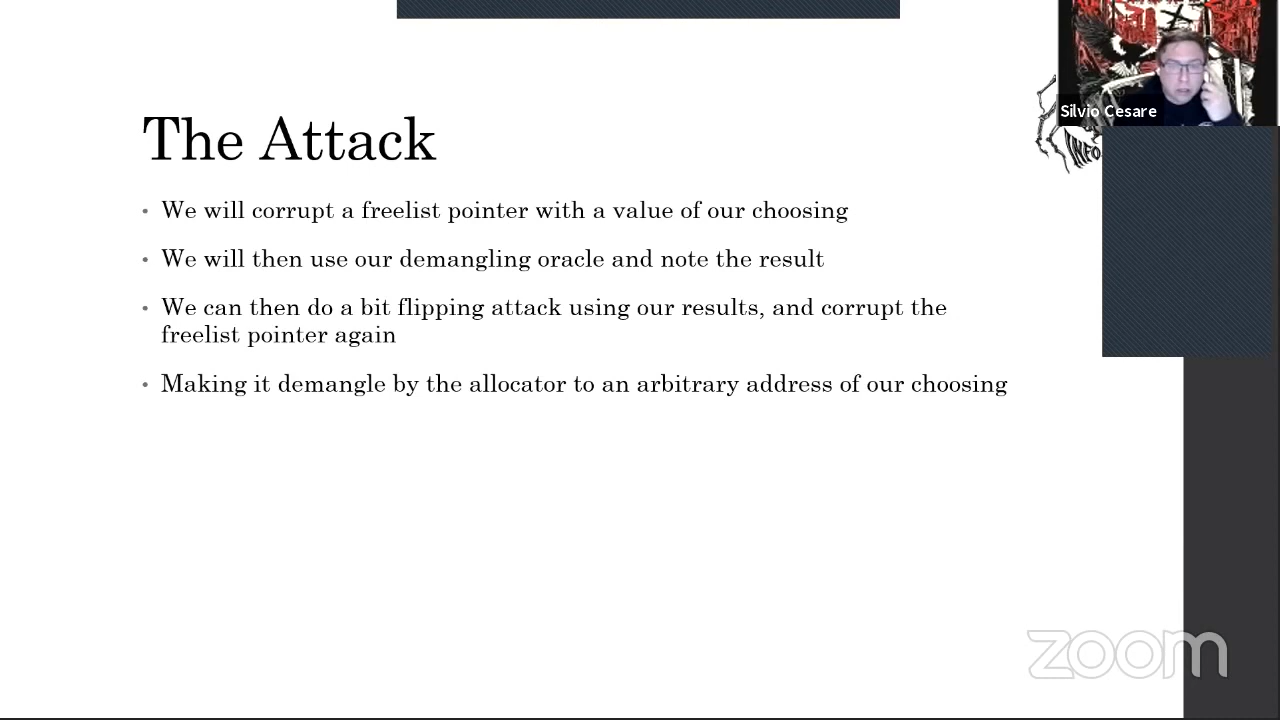 Silvio Cesare
INFO
The Attack
• We will corrupt a freelist pointer with a value of our choosing
• We will then use our demangling oracle and note the result
• We can then do a bit flipping attack using our results, and corrupt the
freelist pointer again
• Making it demangle by the allocator to an arbitrary address of our choosing
zoom